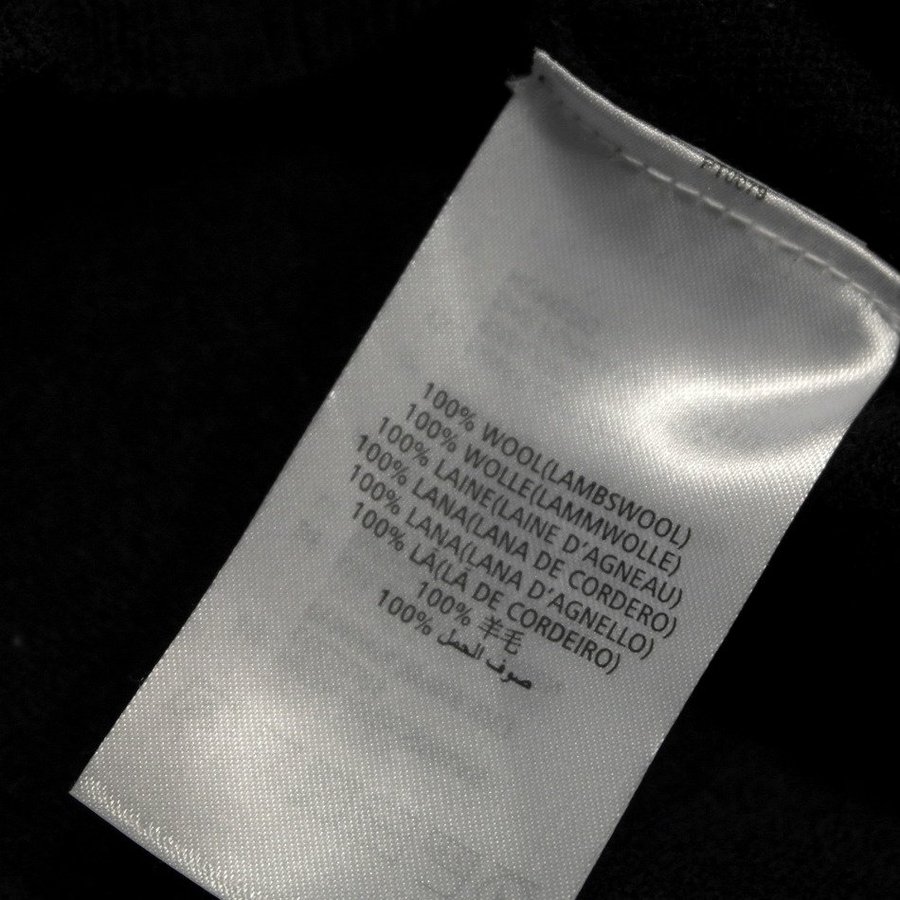 PT0079
100% WOOL(LAMBSWOOL)
100% WOLLE(LAMMWOLLE)
100% LAINE(LAINE D'AGNEAU)
100% LANA(LANA DE CORDERO)
100% LANA(LANA D'AGNELLO)
100% LÃ(LÃ DE CORDEIRO)
100% 羊毛
100% صوف الحمل